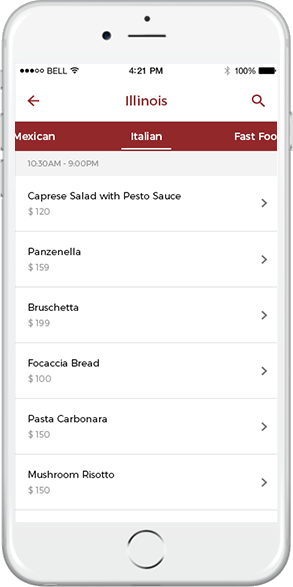 BELL 4:21 PM 100%
Illinois
Mexican Italian Fast Foo
10:30AM - 9:00PM
Caprese Salad with Pesto Sauce
$ 120
Panzenella
$ 159
Bruschetta
$ 199
Focaccia Bread
$ 100
Pasta Carbonara
$ 150
Mushroom Risotto
$ 150